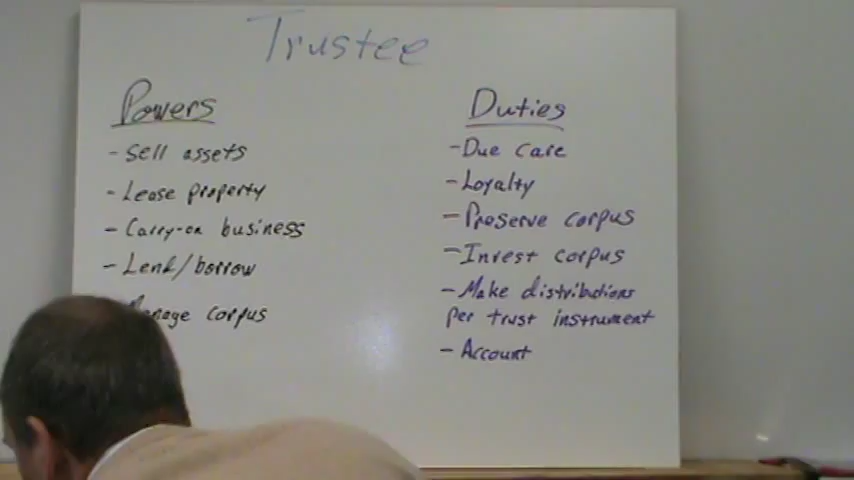 Trustee
Powers
- Sell assets
- Lease property
- Carry-on business
- Lend/borrow
Manage corpus
Duties
- Due care
- Loyalty
- Preserve corpus
- Invest corpus
- Make distributions
per trust instrument
- Account